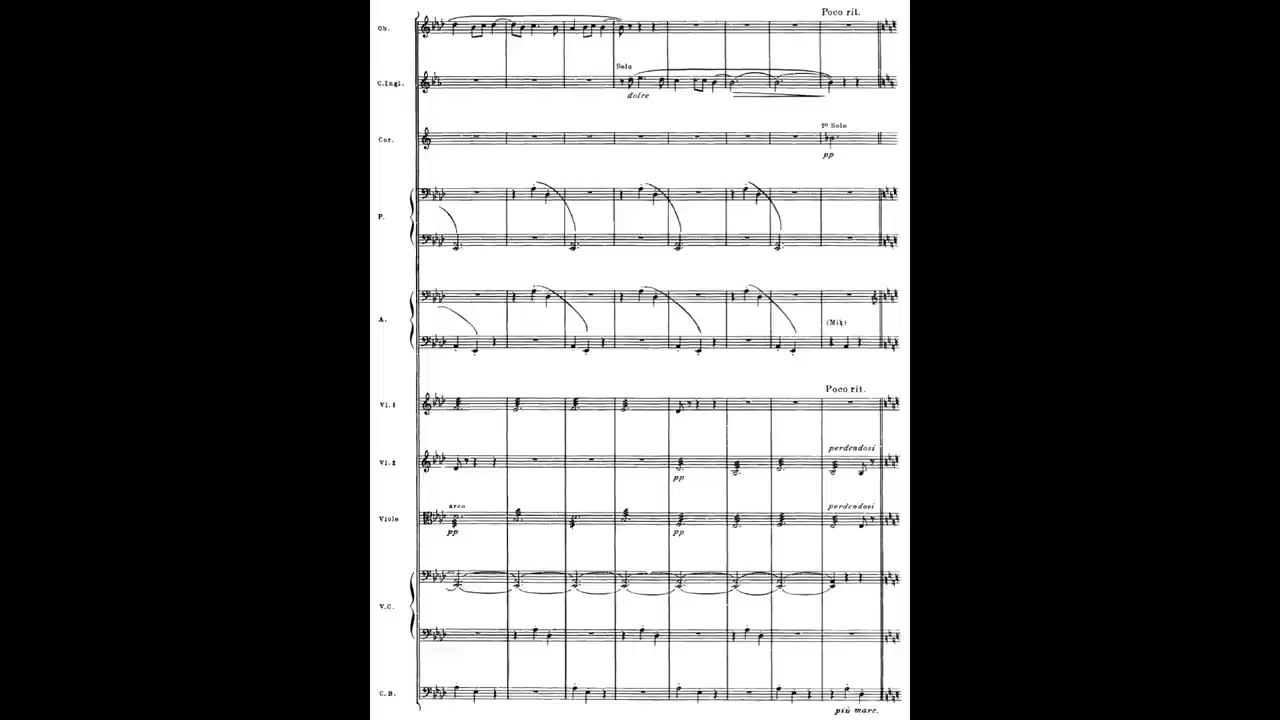 Poco rit.
Ob.
Solo
C.Ingl.
dolce
1º Solo
Cor.
pp
P.
A.
(Mi♮)
Poco rit.
Vl.1
perdendosi
Vl.2
pp
arco
perdendosi
Viole
pp
pp
V.C.
C.B.
più marc.